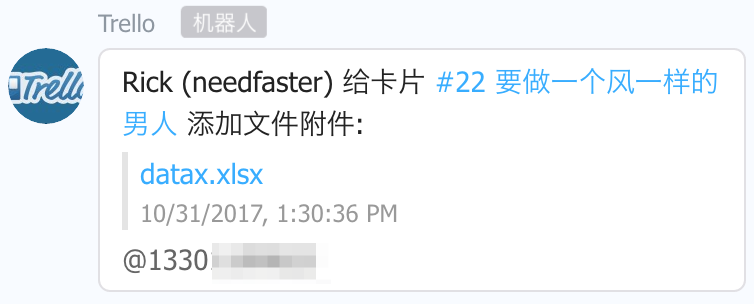 Trello 机器人
Trello
Rick (needfaster) 给卡片 #22 要做一个风一样的
男人 添加文件附件:
datax.xlsx
10/31/2017, 1:30:36 PM
@1330